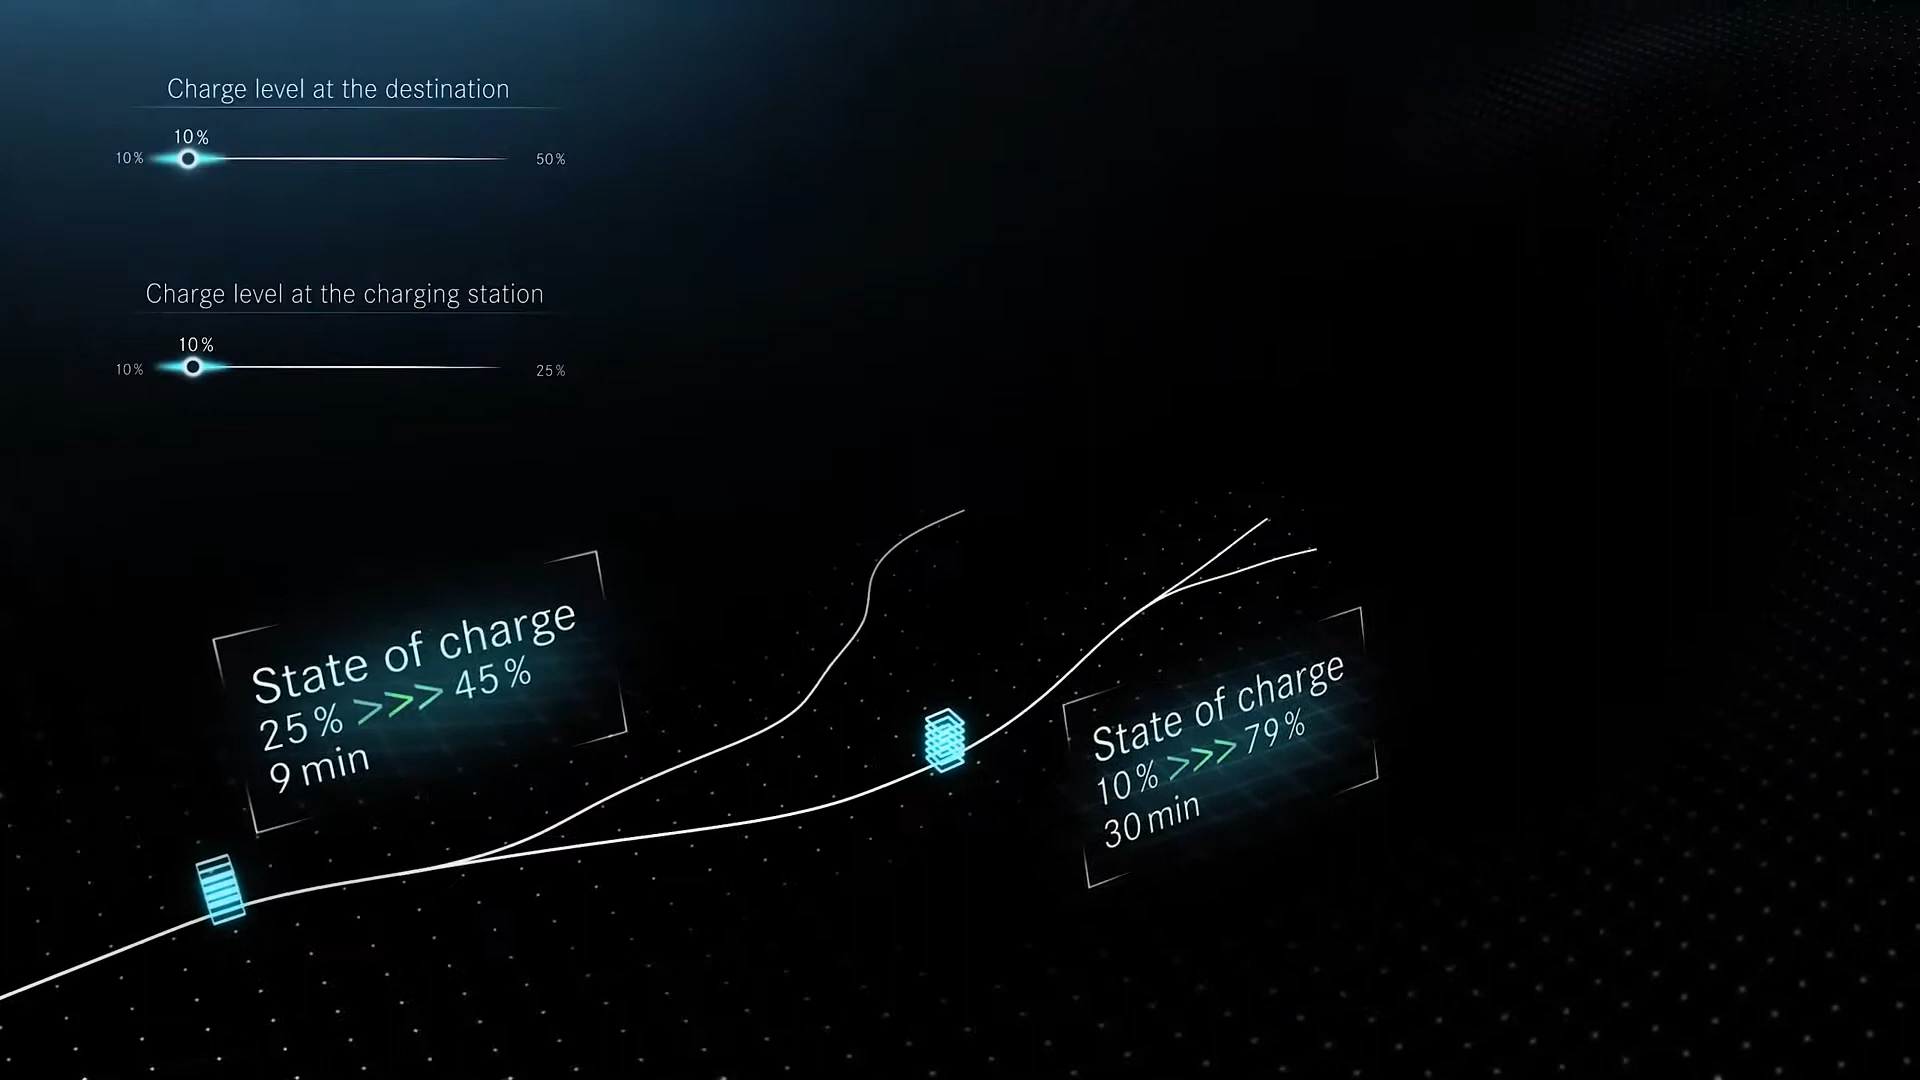 Charge level at the destination
10%
10% 50%
Charge level at the charging station
10%
10% 25%
State of charge
25% >>> 45%
9 min
State of charge
10% >>> 79%
30 min